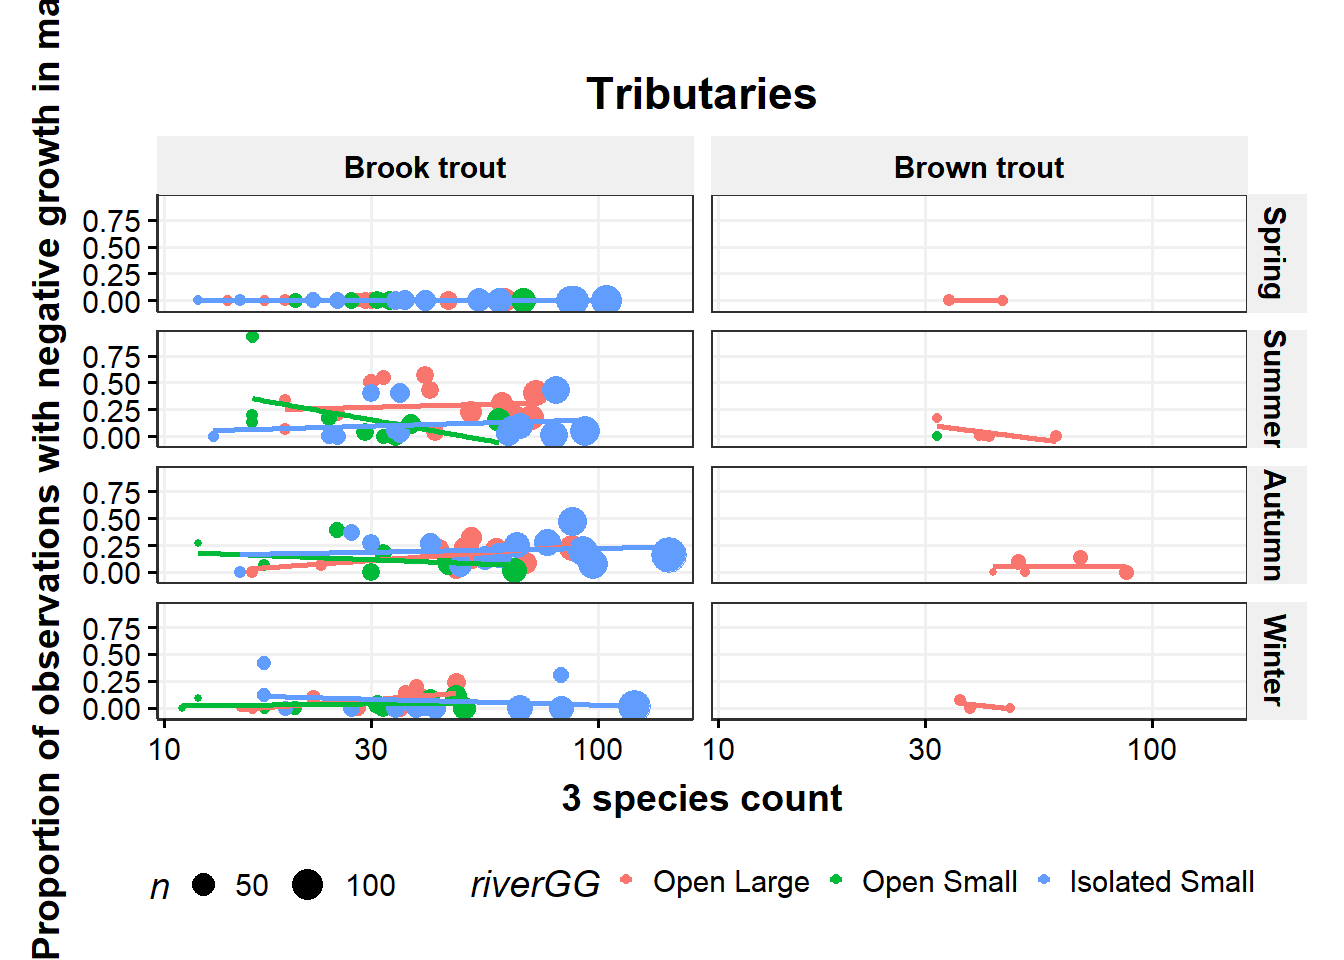 Tributaries
Brook trout
Brown trout
Proportion of observations with negative growth in
0.75
0.50
0.25
0.00
Spring
0.75
0.50
0.25
0.00
Summer
0.75
0.50
0.25
0.00
Autumn
0.75
0.50
0.25
0.00
Winter
10 30 100
10 30 100
3 species count
n 50 100 riverGG Open Large Open Small Isolated Small